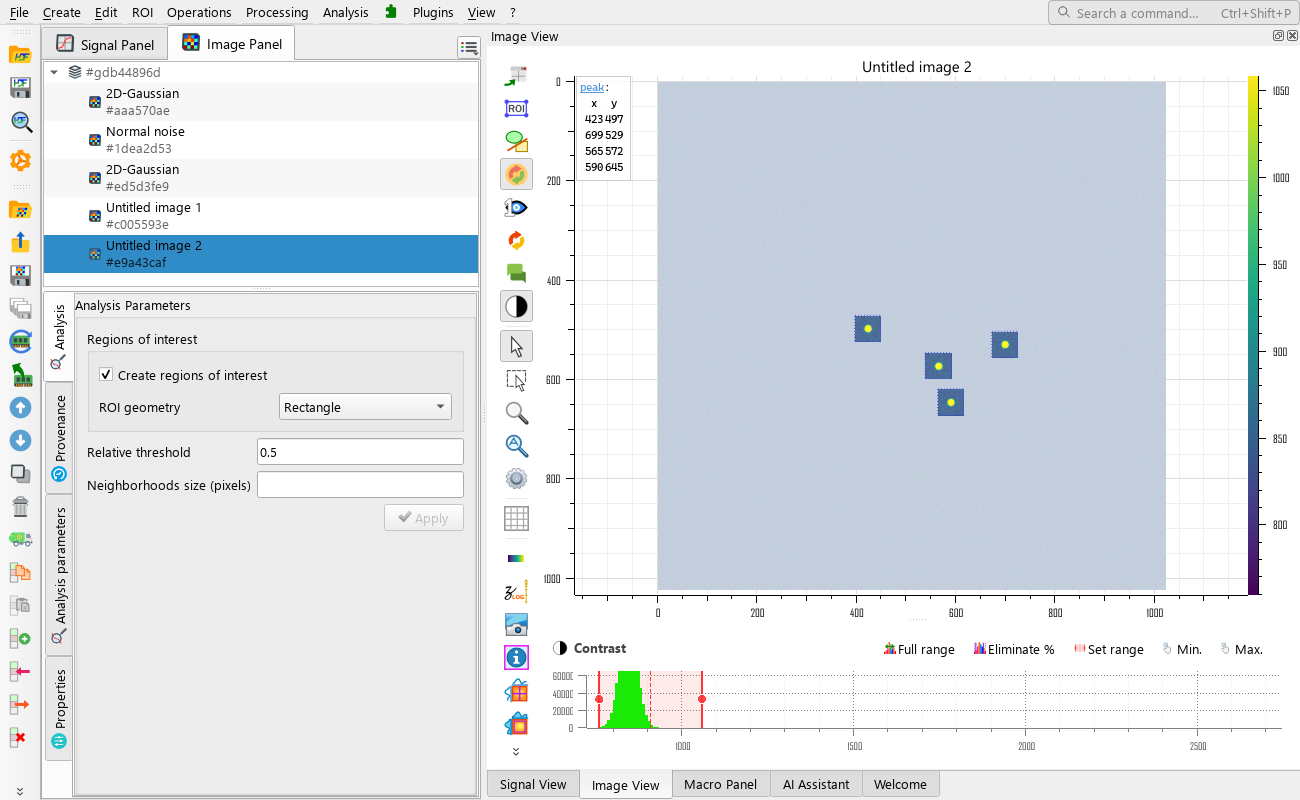 File Create Edit ROI Operations Processing Analysis Plugins View ? Search a command... Ctrl+Shift+P
Signal Panel Image Panel
#gdb44896d
2D-Gaussian
#aaa570ae
Normal noise
#1dea2d53
2D-Gaussian
#ed5d3fe9
Untitled image 1
#c005593e
Untitled image 2
#e9a43caf
Analysis
Provenance
Analysis parameters
Properties
Analysis Parameters
Regions of interest
Create regions of interest
ROI geometry Rectangle
Relative threshold 0.5
Neighborhoods size (pixels)
Apply
Image View
ROI
LOG
Untitled image 2
peak:
x y
423 497
699 529
565 572
590 645
0
200
400
600
800
1000
0 200 400 600 800 1000
1050
1000
950
900
850
800
Contrast Full range Eliminate % Set range Min. Max.
60000
40000
20000
0
1000 1500 2000 2500
Signal View Image View Macro Panel AI Assistant Welcome